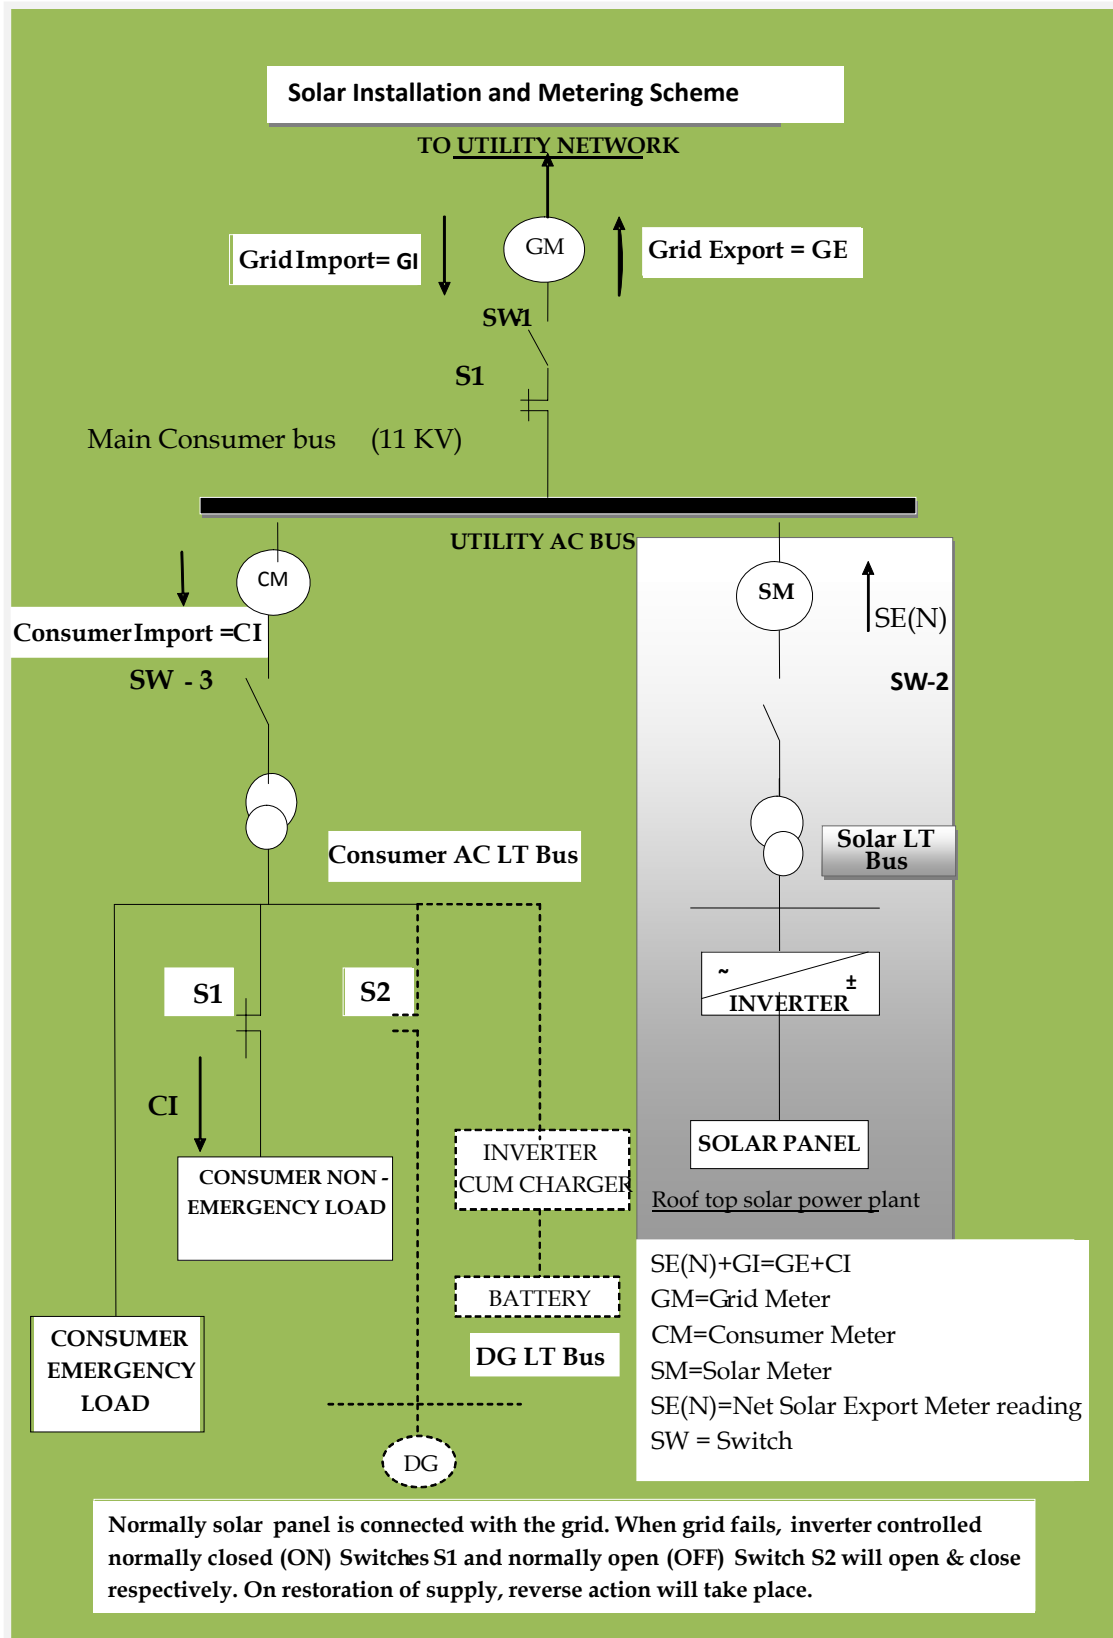 Solar Installation and Metering Scheme
TO UTILITY NETWORK
GM
Grid Import= GI
Grid Export = GE
SW-1
S1
Main Consumer bus (11 KV)
UTILITY AC BUS
CM
SM
SE(N)
Consumer Import =CI
SW - 3
SW-2
Consumer AC LT Bus
Solar LT
Bus
S1
S2
~
±
INVERTER
CI
SOLAR PANEL
INVERTER
CUM CHARGER
CONSUMER NON -
EMERGENCY LOAD
Roof top solar power plant
BATTERY
DG LT Bus
CONSUMER
EMERGENCY
LOAD
DG
SE(N)+GI=GE+CI
GM=Grid Meter
CM=Consumer Meter
SM=Solar Meter
SE(N)=Net Solar Export Meter reading
SW = Switch
Normally solar panel is connected with the grid. When grid fails, inverter controlled
normally closed (ON) Switches S1 and normally open (OFF) Switch S2 will open & close
respectively. On restoration of supply, reverse action will take place.